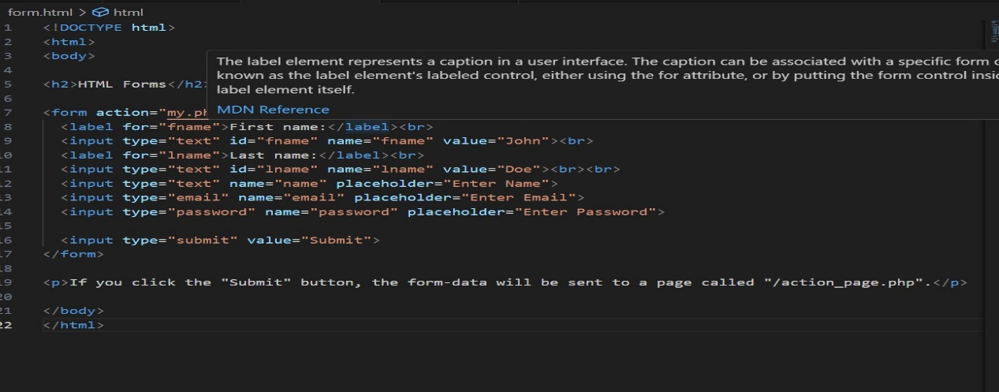 form.html > html
1 <!DOCTYPE html>
2 <html>
3 <body>
4
5 <h2>HTML Forms</h2>
6
7 <form action="my.ph
The label element represents a caption in a user interface. The caption can be associated with a specific form
known as the label element's labeled control, either using the for attribute, or by putting the form control
label element itself.
MDN Reference
8 <label for="fname">First name:</label><br>
9 <input type="text" id="fname" name="fname" value="John"><br>
10 <label for="lname">Last name:</label><br>
11 <input type="text" id="lname" name="lname" value="Doe"><br><br>
12 <input type="text" name="name" placeholder="Enter Name">
13 <input type="email" name="email" placeholder="Enter Email">
14 <input type="password" name="password" placeholder="Enter Password">
15
16 <input type="submit" value="Submit">
17 </form>
18
19 <p>If you click the "Submit" button, the form-data will be sent to a page called "/action_page.php".</p>
20
21 </body>
22 </html>